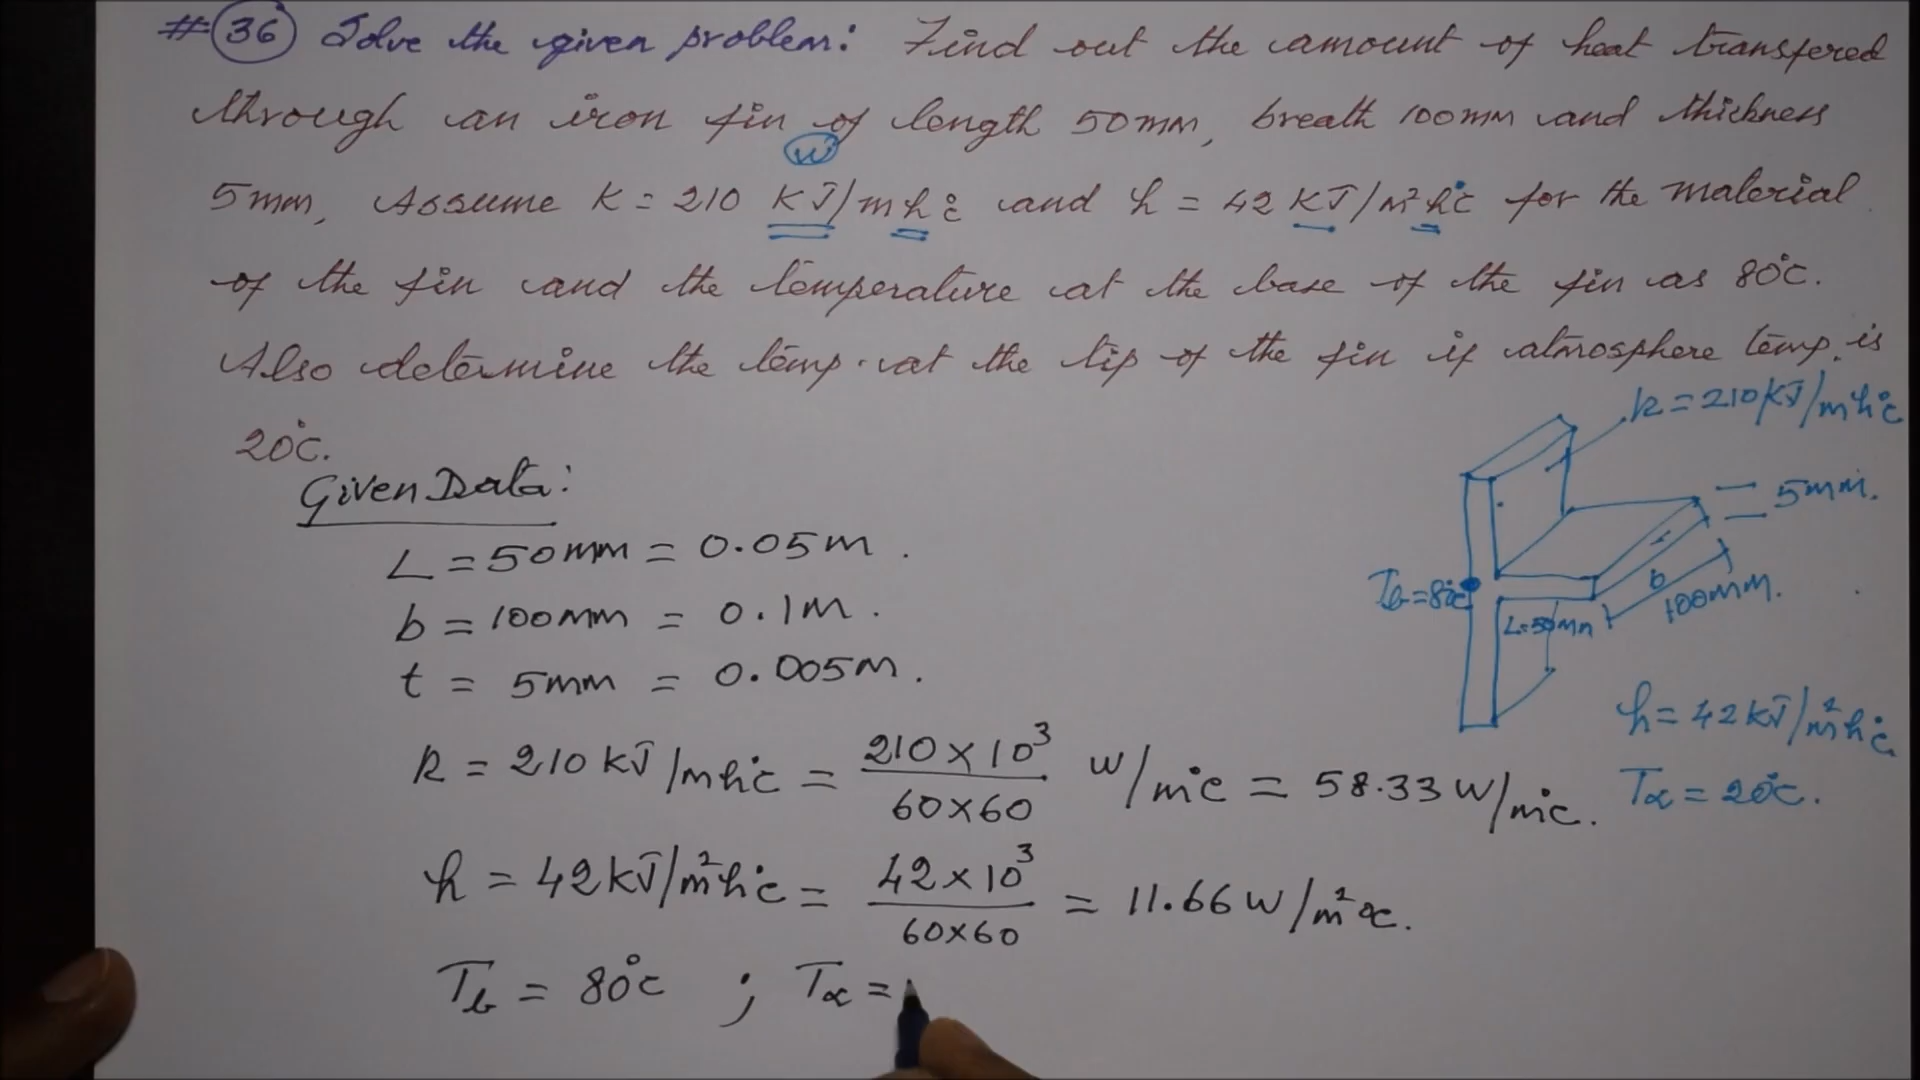 #36 Solve the given problem: Find out the amount of heat transfered
through an iron fin of length 50mm, breath 100mm and thickness
W
5mm, Assume K = 210 KJ/mh°c and h = 42 KJ/m²h°c for the material
of the fin and the temperature at the base of the fin as 80°c.
Also determine the temp. at the tip of the fin if atmosphere temp. is
20°c.
k = 210 kJ/mh°c
5mm.
Tb = 80°c
L=50mm
b
100mm.
h = 42 kJ/m²h°c
T∝ = 20°c.
Given Data:
L = 50mm = 0.05m.
b = 100mm = 0.1m.
t = 5mm = 0.005m.
k = 210 kJ/mh°c = 210 × 10³ / 60×60 W/m°c = 58.33 W/m°c.
h = 42 kJ/m²h°c = 42 × 10³ / 60×60 = 11.66 W/m²°c.
Tb = 80°c ; T∝ =